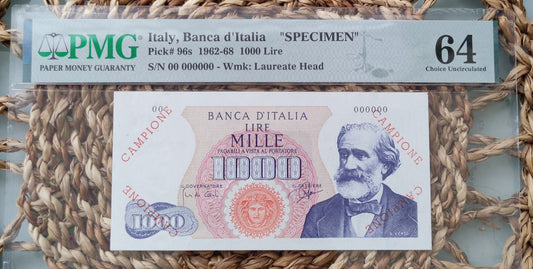 PMG
PAPER MONEY GUARANTY
Italy, Banca d'Italia "SPECIMEN"
Pick# 96s 1962-68 1000 Lire
S/N 00 000000 - Wmk: Laureate Head
64
Choice Uncirculated
00
000000
BANCA D'ITALIA
LIRE
MILLE
PAGABILI A VISTA AL PORTATORE
1000
IL GOVERNATORE
IL CASSIERE
1000
CAMPIONE
CAMPIONE
CAMPIONE
CAMPIONE